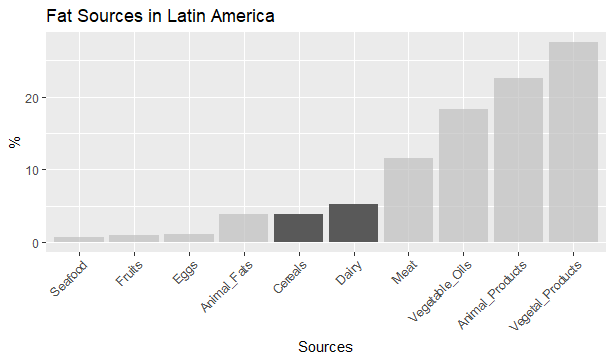 Fat Sources in Latin America
%
20
10
0
Seafood
Fruits
Eggs
Animal_Fats
Cereals
Dairy
Meat
Vegetable_Oils
Animal_Products
Vegetal_Products
Sources